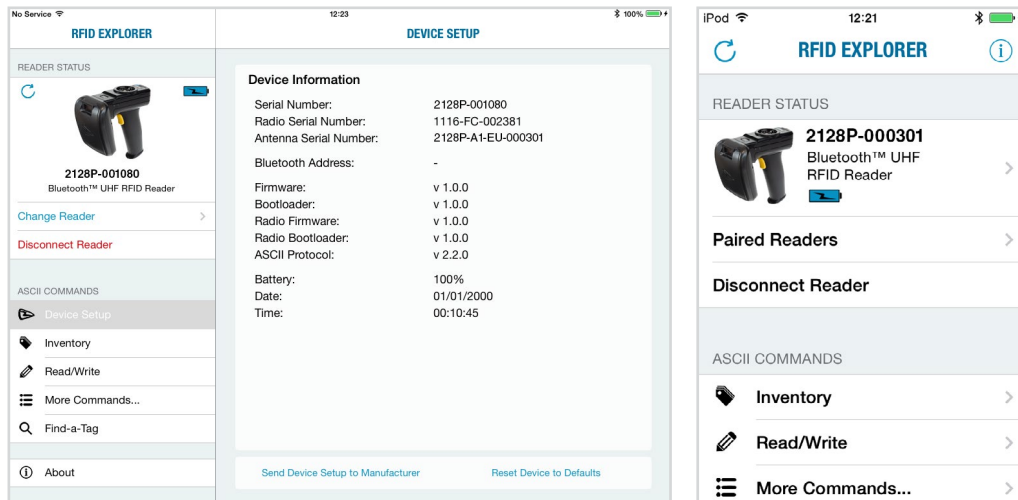 No Service
12:23
100%
RFID EXPLORER
DEVICE SETUP
READER STATUS
2128P-001080
Bluetooth™ UHF RFID Reader
Change Reader
Disconnect Reader
ASCII COMMANDS
Device Setup
Inventory
Read/Write
More Commands...
Find-a-Tag
About
Device Information
Serial Number: 2128P-001080
Radio Serial Number: 1116-FC-002381
Antenna Serial Number: 2128P-A1-EU-000301
Bluetooth Address: -
Firmware: v 1.0.0
Bootloader: v 1.0.0
Radio Firmware: v 1.0.0
Radio Bootloader: v 1.0.0
ASCII Protocol: v 2.2.0
Battery: 100%
Date: 01/01/2000
Time: 00:10:45
Send Device Setup to Manufacturer
Reset Device to Defaults
iPod
12:21
RFID EXPLORER
READER STATUS
2128P-000301
Bluetooth™ UHF
RFID Reader
Paired Readers
Disconnect Reader
ASCII COMMANDS
Inventory
Read/Write
More Commands...